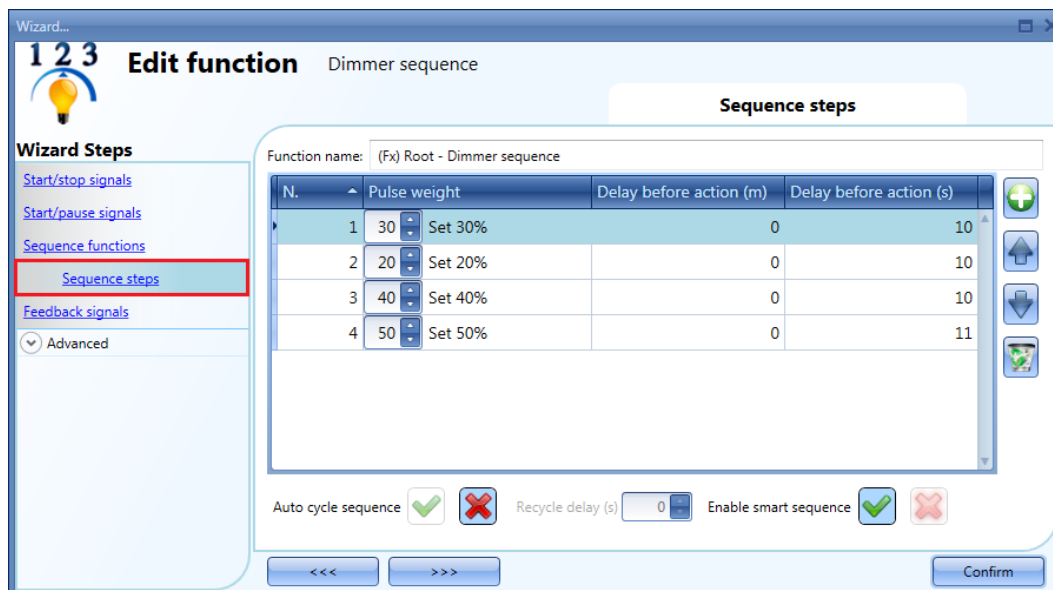 Wizard...
1 2 3
Edit function Dimmer sequence
Sequence steps
Wizard Steps
Start/stop signals
Start/pause signals
Sequence functions
Sequence steps
Feedback signals
Advanced
Function name: (Fx) Root - Dimmer sequence
N. Pulse weight Delay before action (m) Delay before action (s)
1 30 Set 30% 0 10
2 20 Set 20% 0 10
3 40 Set 40% 0 10
4 50 Set 50% 0 11
Auto cycle sequence Recycle delay (s) 0 Enable smart sequence
<<< >>> Confirm